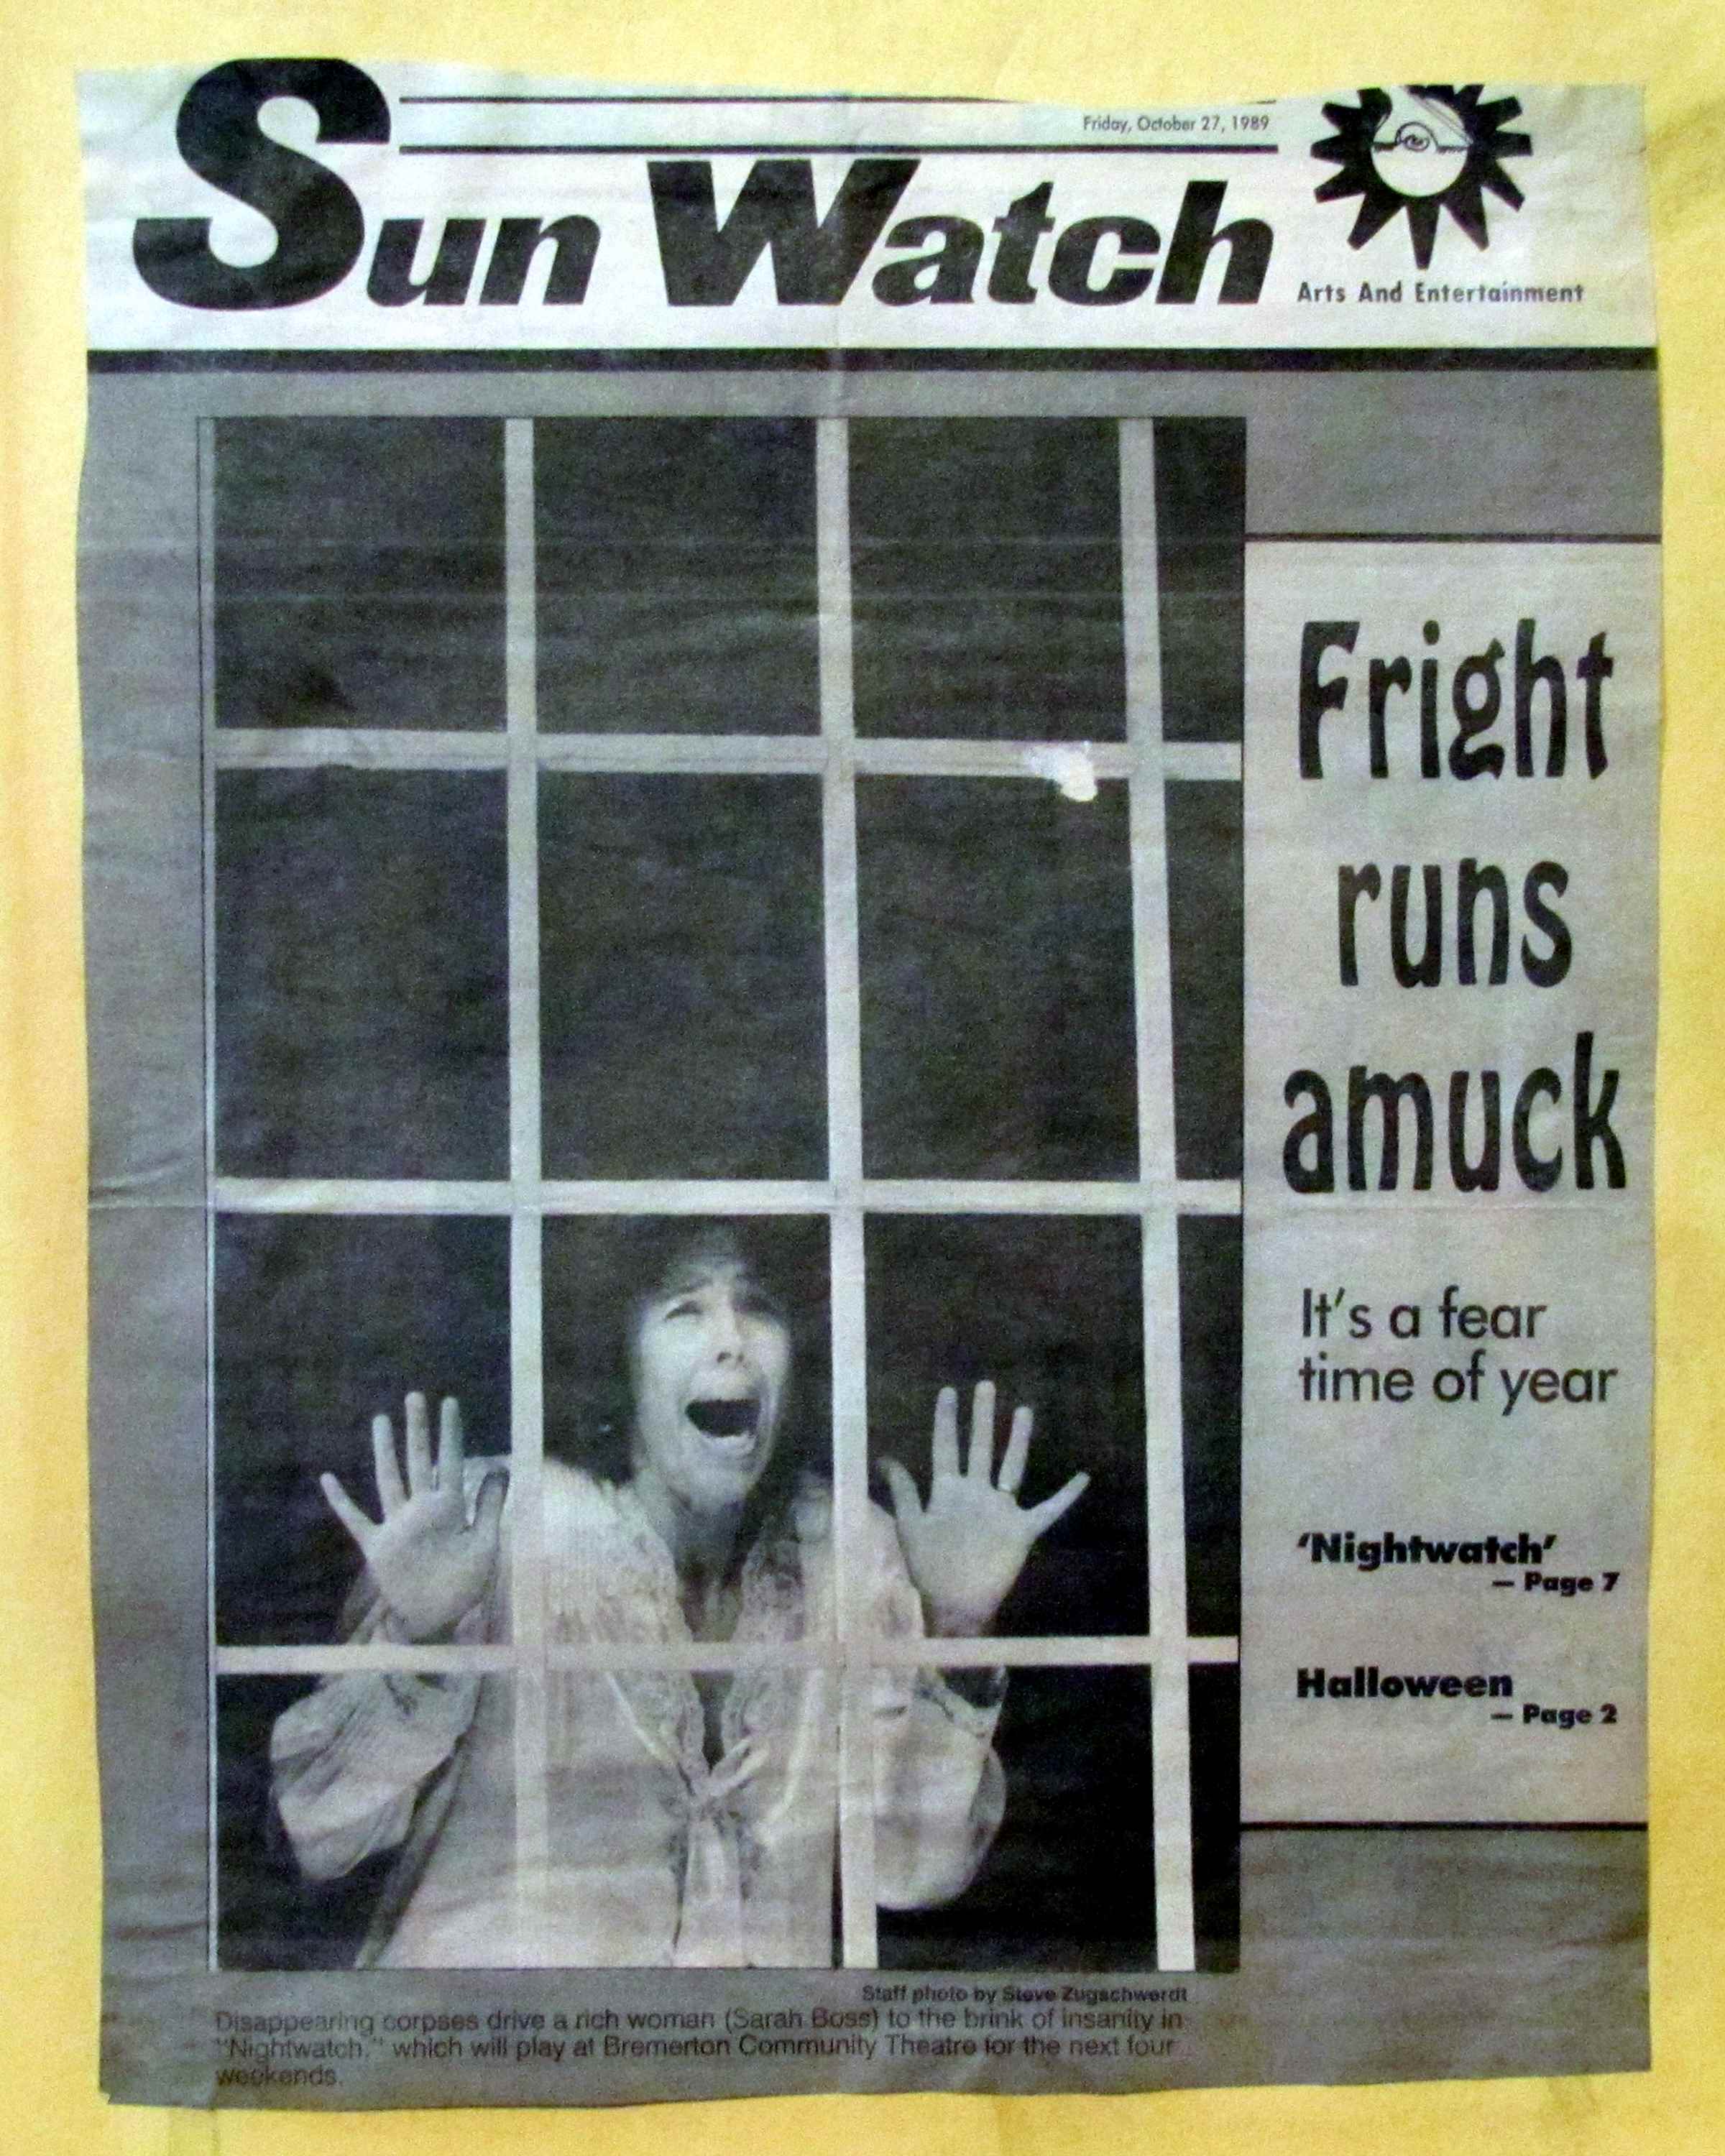 Friday, October 27, 1989
Sun Watch
Arts And Entertainment
Fright
runs
amuck
It's a fear
time of year
'Nightwatch'
— Page 7
Halloween
— Page 2
Staff photo by Steve Zugschwerdt
Disappearing corpses drive a rich woman (Sarah Boss) to the brink of insanity in
"Nightwatch," which will play at Bremerton Community Theatre for the next four
weekends.